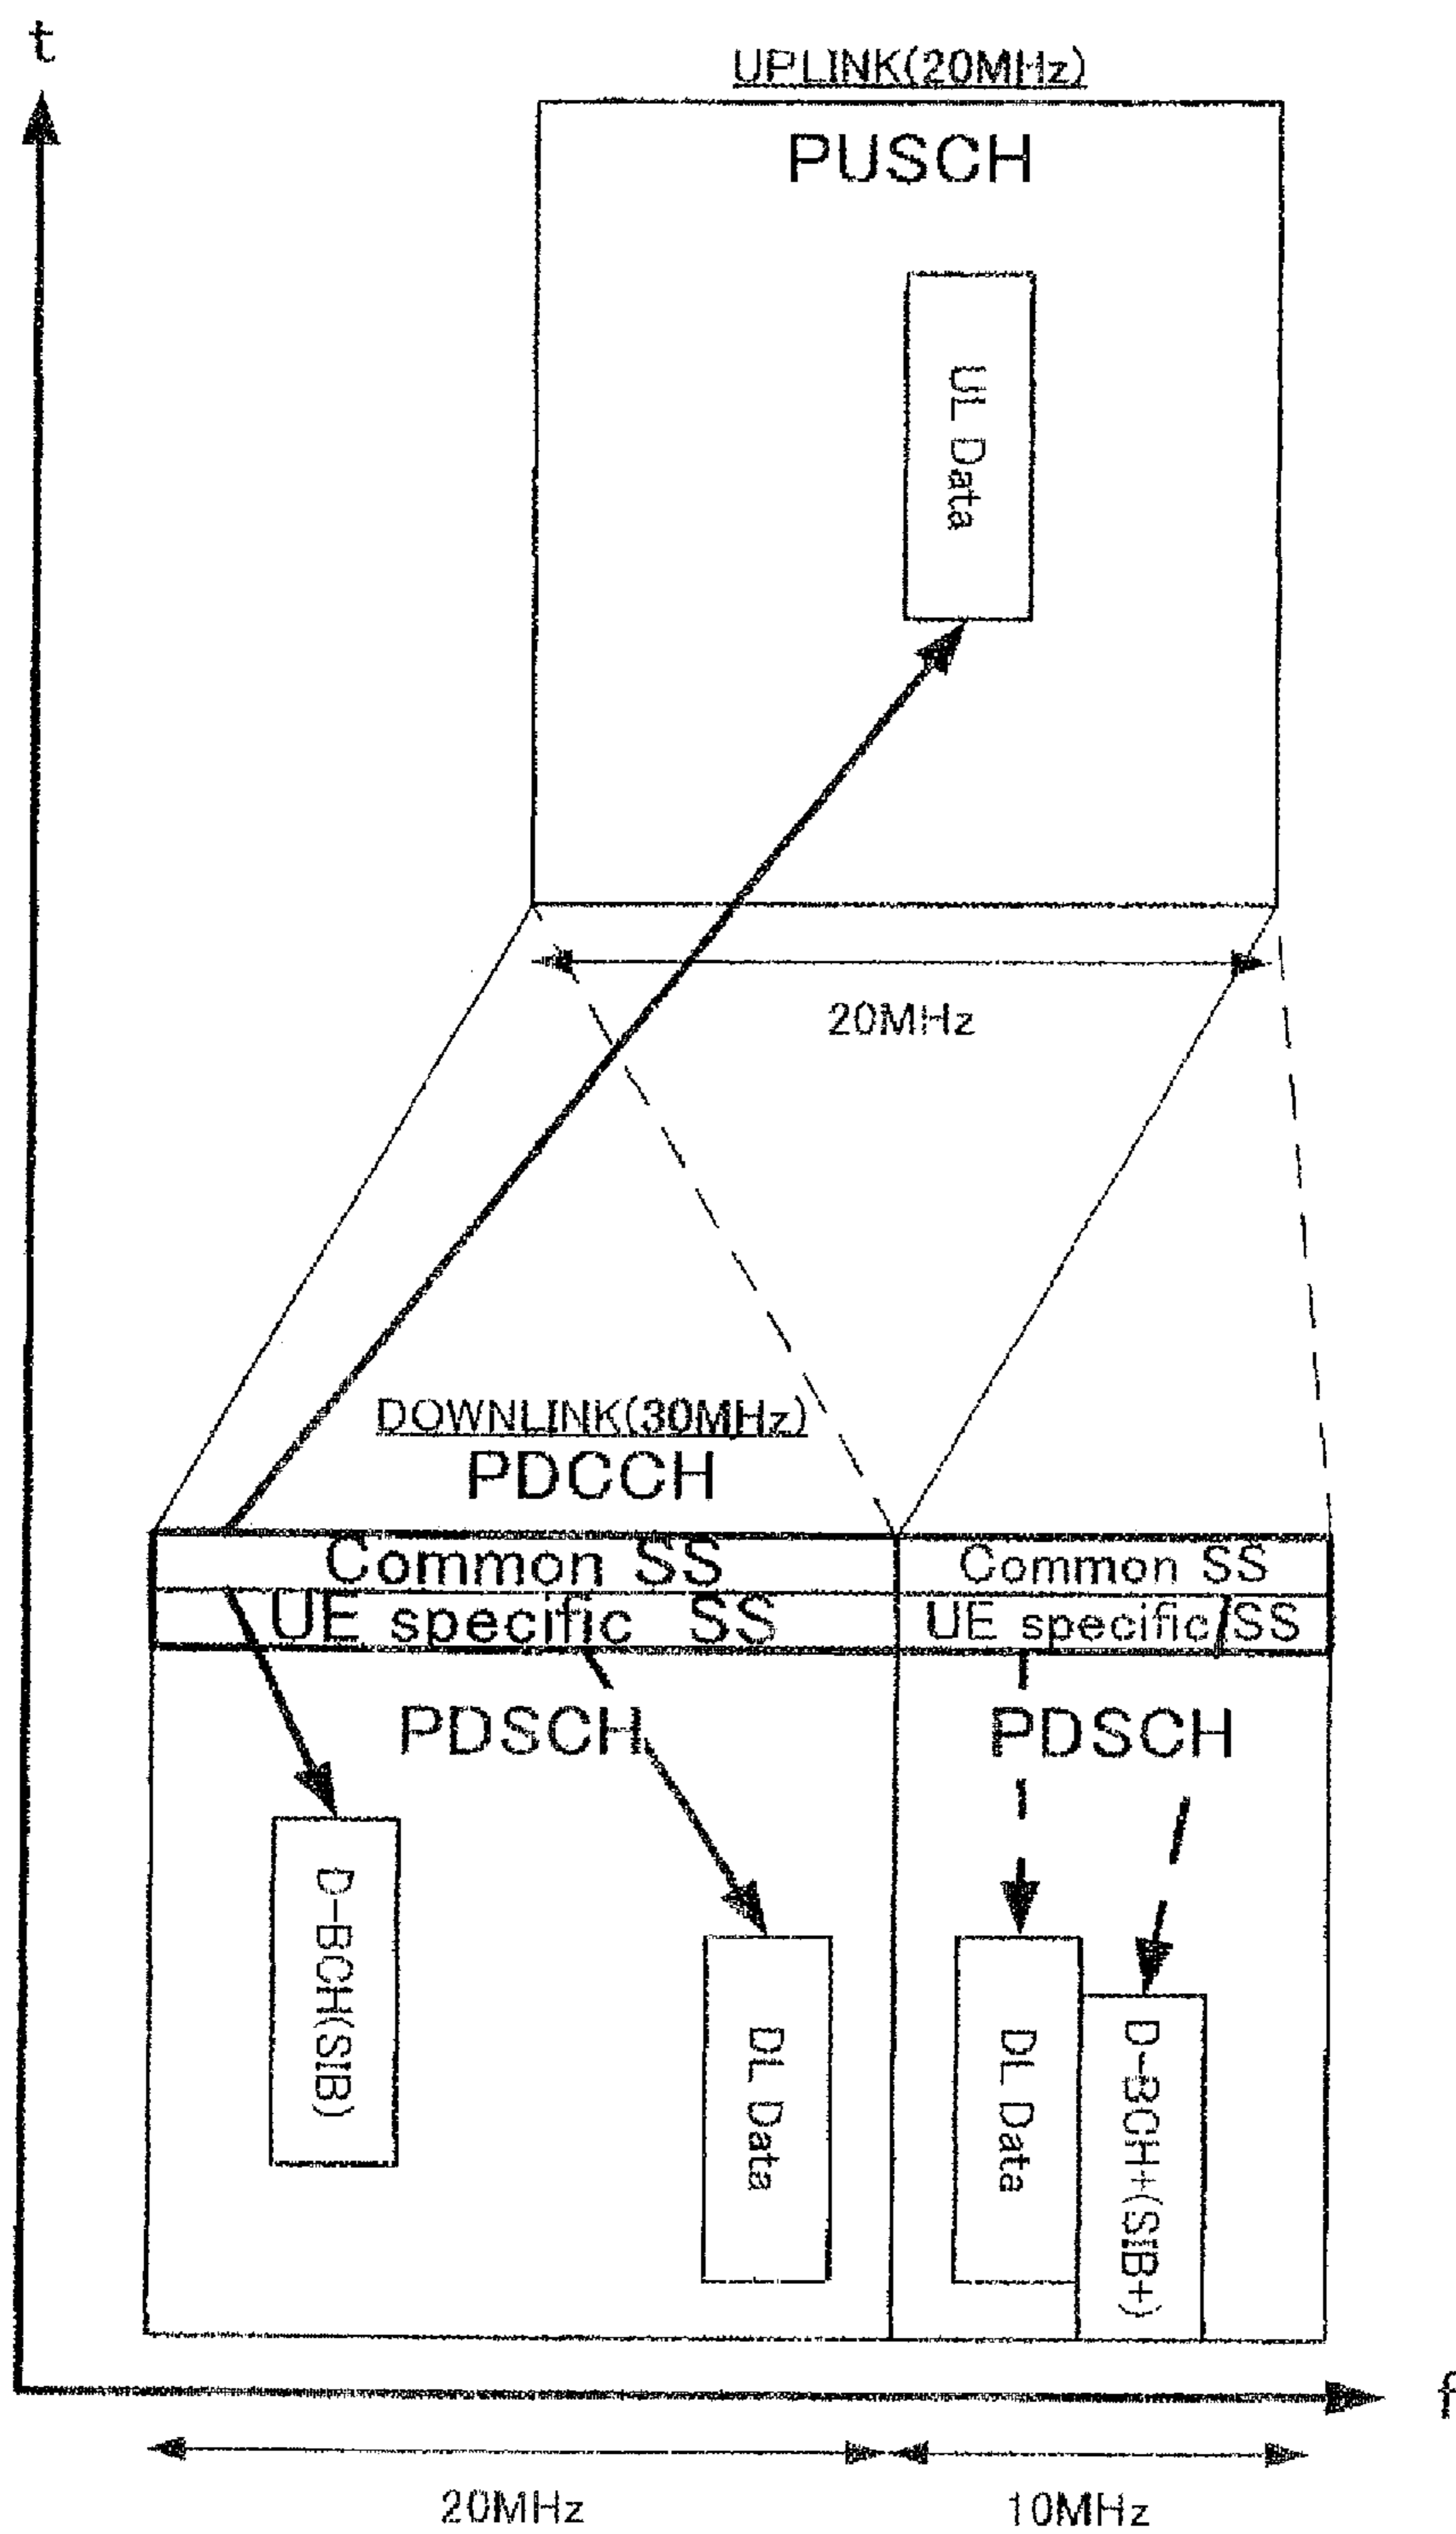 t
UPLINK(20MHz)
PUSCH
UL Data
20MHz
DOWNLINK(30MHz)
PDCCH
Common SS
Common SS
UE specific SS
UE specific SS
PDSCH
PDSCH
D-BCH(SIB)
DL Data
DL Data
D-BCH+(SIB+)
f
20MHz
10MHz